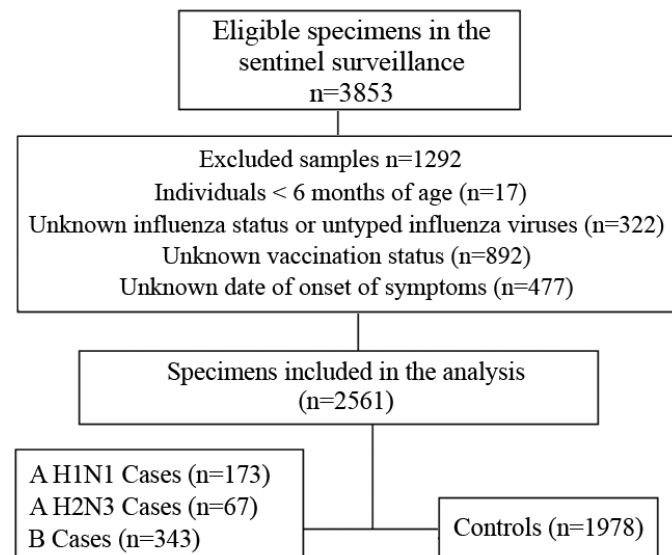 Eligible specimens in the
sentinel surveillance
n=3853
Excluded samples n=1292
Individuals < 6 months of age (n=17)
Unknown influenza status or untyped influenza viruses (n=322)
Unknown vaccination status (n=892)
Unknown date of onset of symptoms (n=477)
Specimens included in the analysis
(n=2561)
A H1N1 Cases (n=173)
A H2N3 Cases (n=67)
B Cases (n=343)
Controls (n=1978)